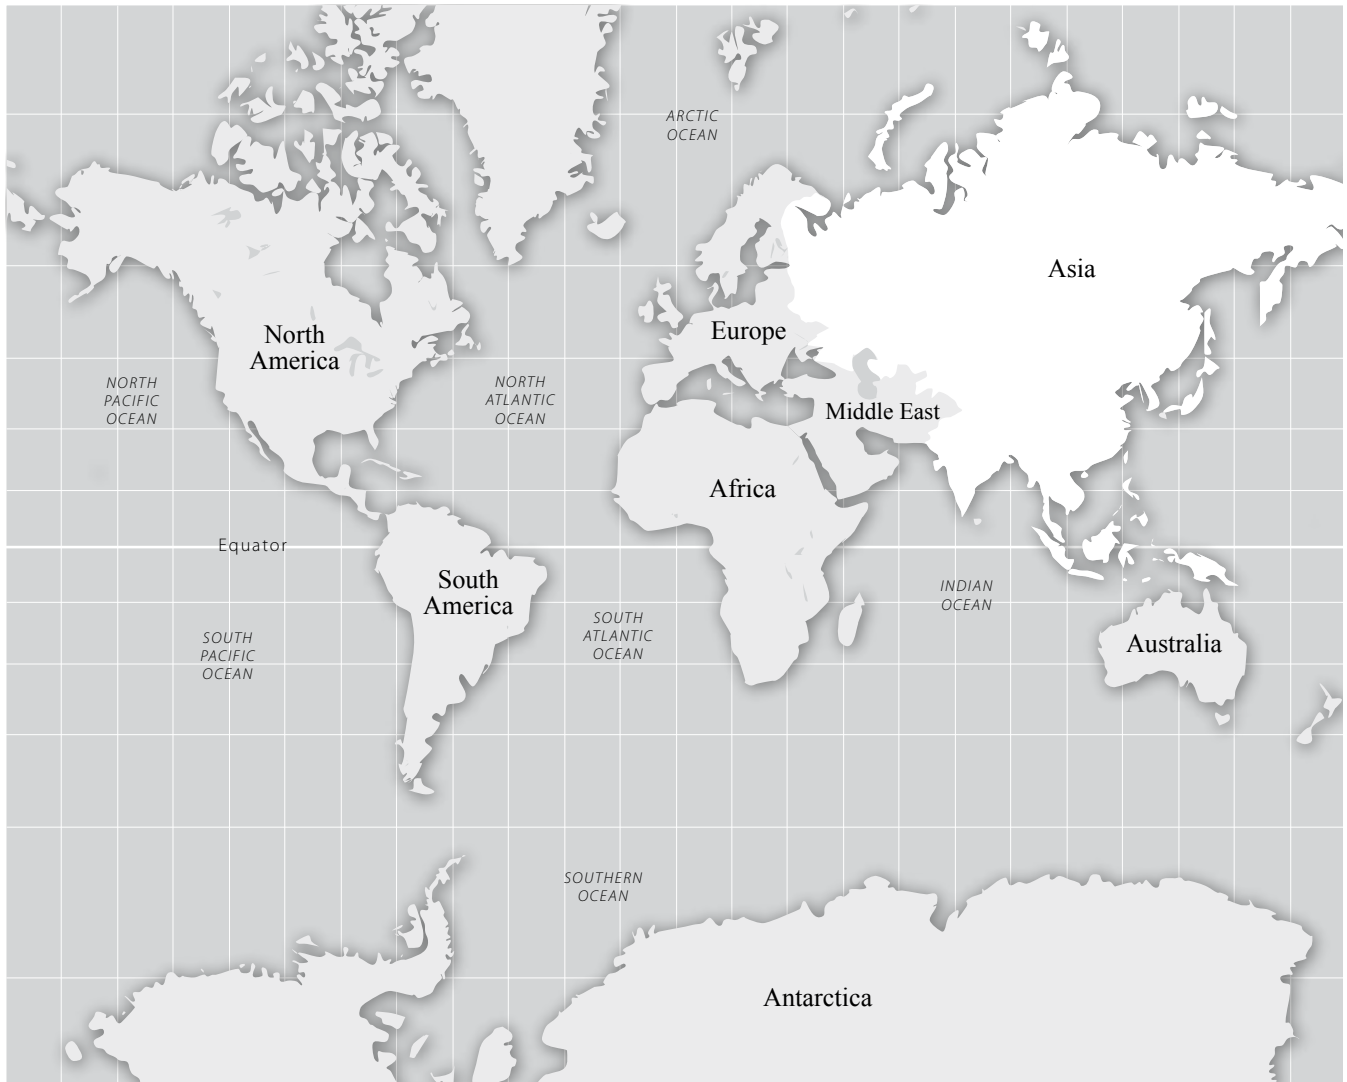 ARCTIC
OCEAN
Asia
North
America
Europe
NORTH
PACIFIC
OCEAN
NORTH
ATLANTIC
OCEAN
Middle East
Africa
Equator
South
America
INDIAN
OCEAN
SOUTH
ATLANTIC
OCEAN
SOUTH
PACIFIC
OCEAN
Australia
SOUTHERN
OCEAN
Antarctica